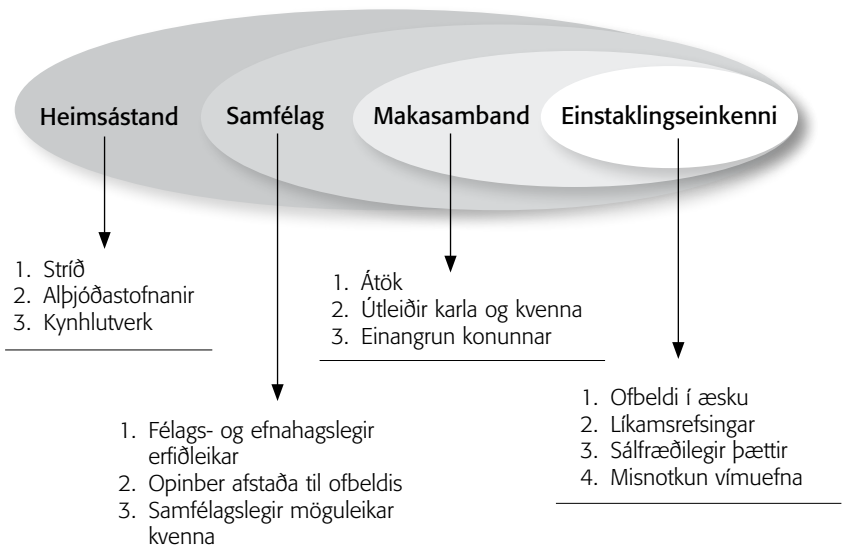 Heimsástand
Samfélag
Makasamband
Einstaklingseinkenni
1. Stríð
2. Alþjóðastofnanir
3. Kynhlutverk
1. Átök
2. Útleiðir karla og kvenna
3. Einangrun konunnar
1. Félags- og efnahagslegir
erfiðleikar
2. Opinber afstaða til ofbeldis
3. Samfélagslegir möguleikar
kvenna
1. Ofbeldi í æsku
2. Líkamsrefsingar
3. Sálfræðilegir þættir
4. Misnotkun vímuefna